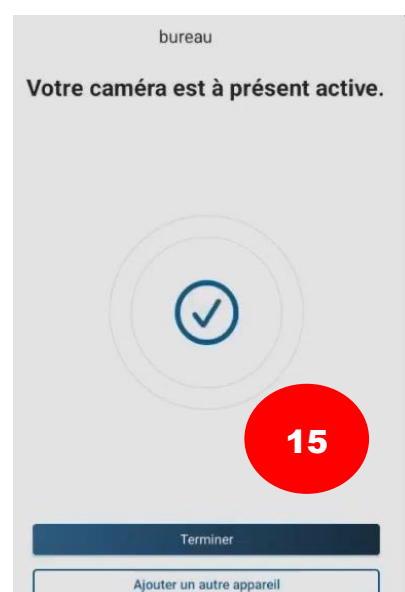 bureau
Votre caméra est à présent active.
15
Terminer
Ajouter un autre appareil